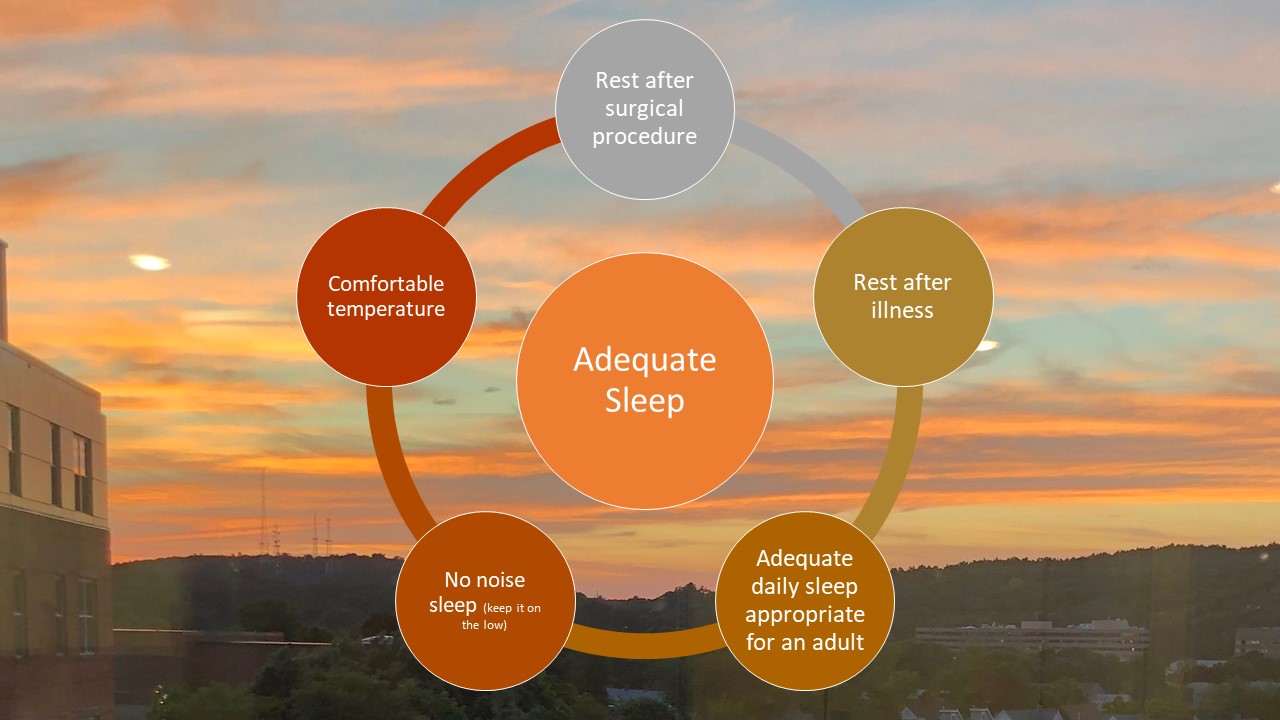 Rest after
surgical
procedure
Rest after
illness
Adequate
daily sleep
appropriate
for an adult
No noise
sleep (keep it on
the low)
Comfortable
temperature
Adequate
Sleep